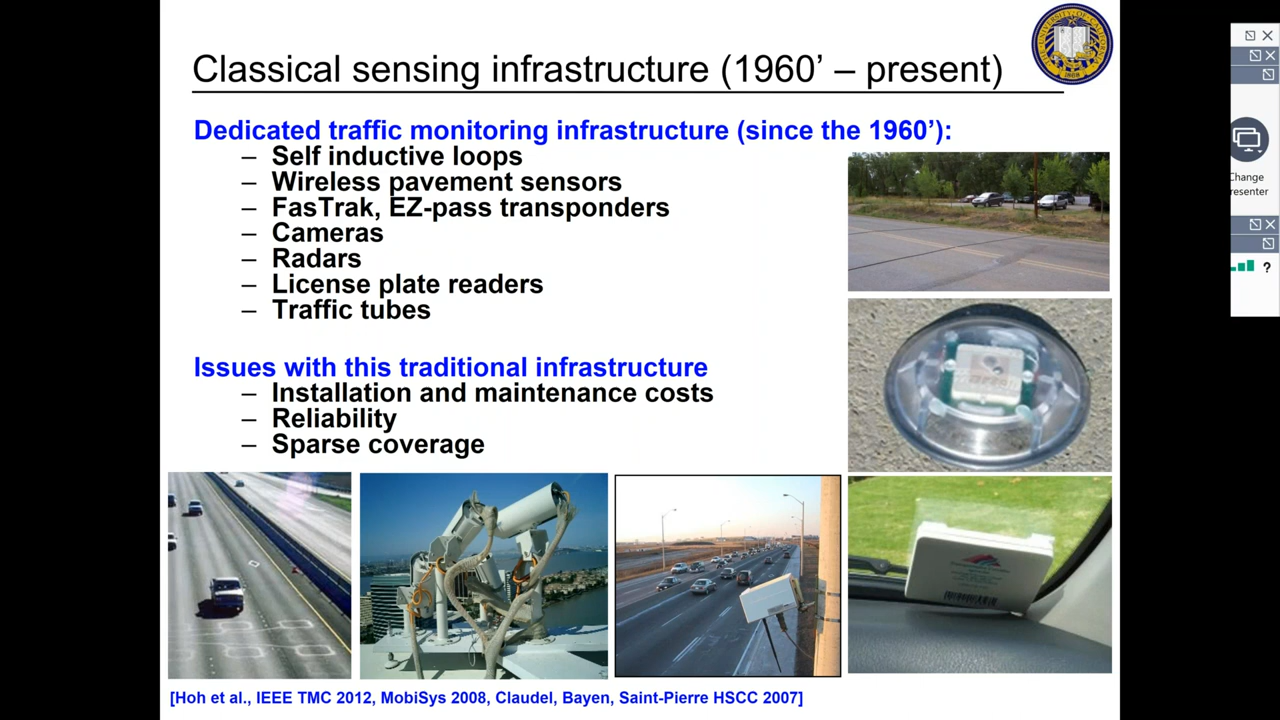 Classical sensing infrastructure (1960’ – present)
Dedicated traffic monitoring infrastructure (since the 1960’):
– Self inductive loops
– Wireless pavement sensors
– FasTrak, EZ-pass transponders
– Cameras
– Radars
– License plate readers
– Traffic tubes
Issues with this traditional infrastructure
– Installation and maintenance costs
– Reliability
– Sparse coverage
[Hoh et al., IEEE TMC 2012, MobiSys 2008, Claudel, Bayen, Saint-Pierre HSCC 2007]
Change
resenter
?